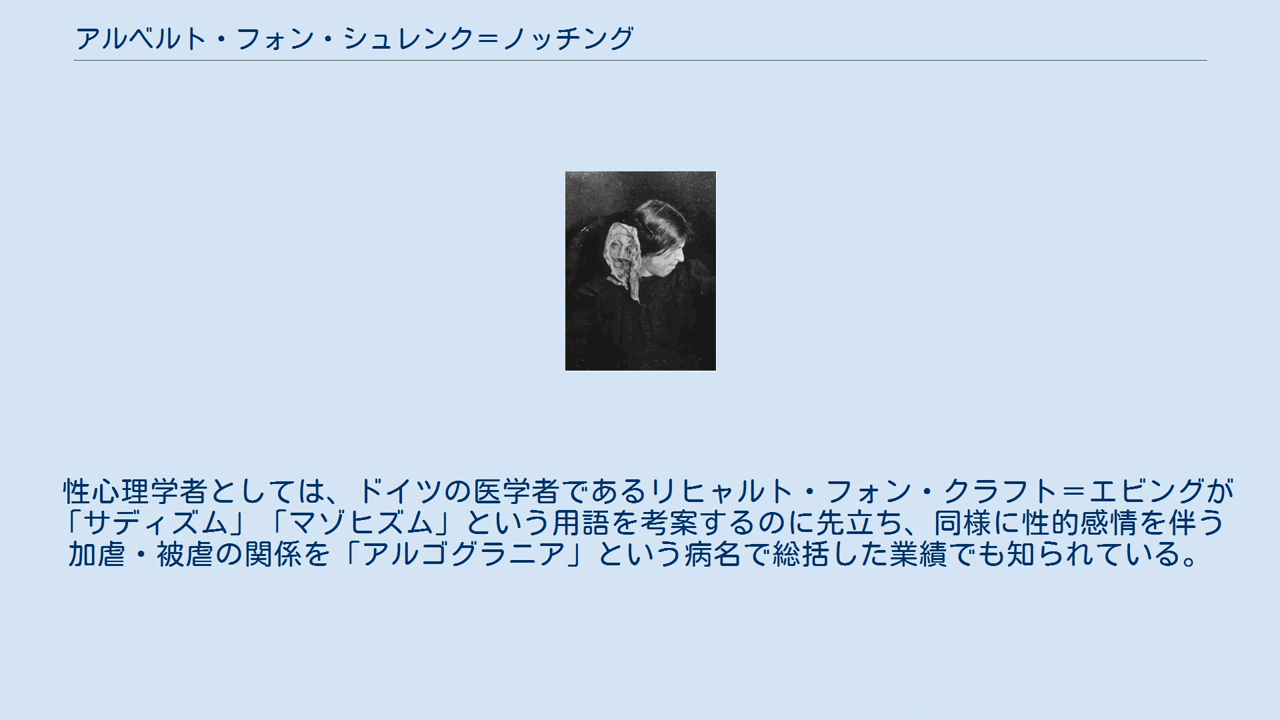 アルベルト・フォン・シュレンク＝ノッチング
性心理学者としては、ドイツの医学者であるリヒャルト・フォン・クラフト＝エビングが
「サディズム」「マゾヒズム」という用語を考案するのに先立ち、同様に性的感情を伴う
加虐・被虐の関係を「アルゴグラニア」という病名で総括した業績でも知られている。